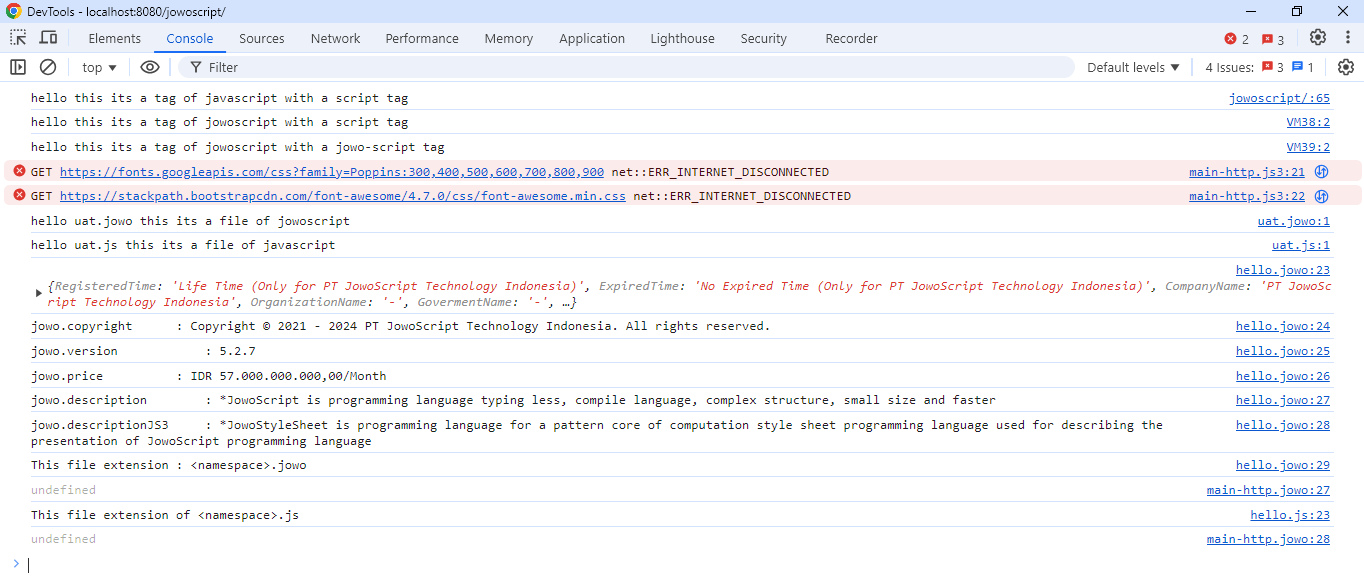 DevTools - localhost:8080/jowoscript/
Elements Console Sources Network Performance Memory Application Lighthouse Security Recorder 2 3
top Filter Default levels 4 Issues: 3 1
hello this its a tag of javascript with a script tag jowoscript/:65
hello this its a tag of jowoscript with a script tag VM38:2
hello this its a tag of jowoscript with a jowo-script tag VM39:2
GET https://fonts.googleapis.com/css?family=Poppins:300,400,500,600,700,800,900 net::ERR_INTERNET_DISCONNECTED main-http.js3:21
GET https://stackpath.bootstrapcdn.com/font-awesome/4.7.0/css/font-awesome.min.css net::ERR_INTERNET_DISCONNECTED main-http.js3:22
hello uat.jowo this its a file of jowoscript uat.jowo:1
hello uat.js this its a file of javascript uat.js:1
hello.jowo:23
{RegisteredTime: 'Life Time (Only for PT JowoScript Technology Indonesia)', ExpiredTime: 'No Expired Time (Only for PT JowoScript Technology Indonesia)', CompanyName: 'PT JowoSc
ript Technology Indonesia', OrganizationName: '-', GovermentName: '-', …}
jowo.copyright : Copyright © 2021 - 2024 PT JowoScript Technology Indonesia. All rights reserved. hello.jowo:24
jowo.version : 5.2.7 hello.jowo:25
jowo.price : IDR 57.000.000.000,00/Month hello.jowo:26
jowo.description : *JowoScript is programming language typing less, compile language, complex structure, small size and faster hello.jowo:27
jowo.descriptionJS3 : *JowoStyleSheet is programming language for a pattern core of computation style sheet programming language used for describing the hello.jowo:28
presentation of JowoScript programming language
This file extension : <namespace>.jowo hello.jowo:29
undefined main-http.jowo:27
This file extension of <namespace>.js hello.js:23
undefined main-http.jowo:28